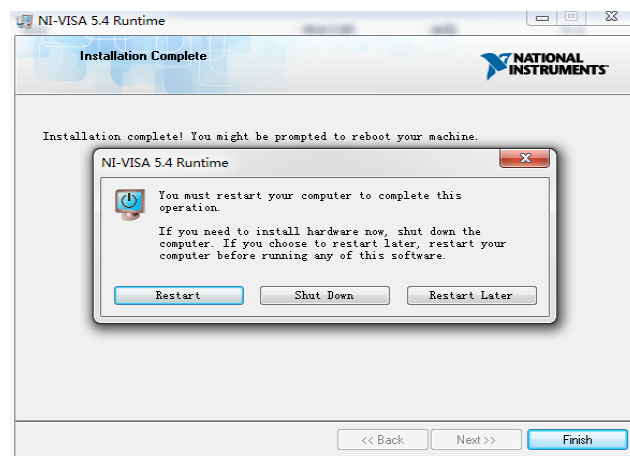 NI-VISA 5.4 Runtime
Installation Complete
NATIONAL
INSTRUMENTS
Installation complete! You might be prompted to reboot your machine.
NI-VISA 5.4 Runtime
You must restart your computer to complete this
operation.
If you need to install hardware now, shut down the
computer. If you choose to restart later, restart your
computer before running any of this software.
Restart Shut Down Restart Later
<< Back Next >> Finish